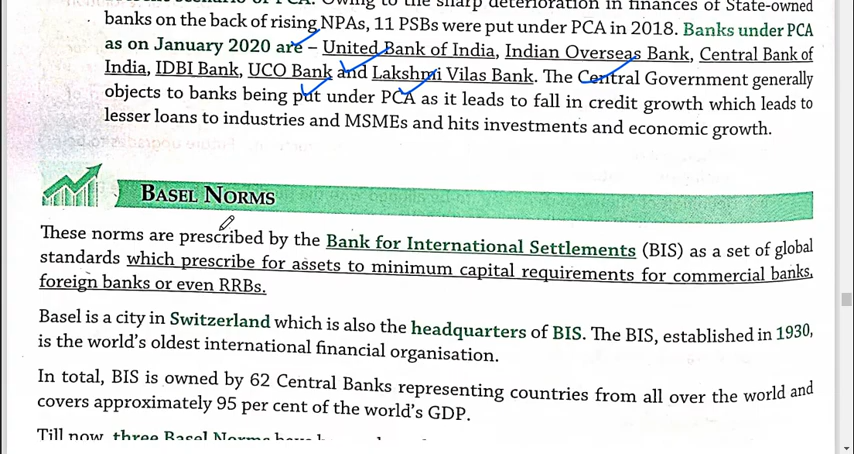 sharp deterioration in finances of State-owned
banks on the back of rising NPAs, 11 PSBs were put under PCA in 2018. Banks under PCA
as on January 2020 are – United Bank of India, Indian Overseas Bank, Central Bank of
India, IDBI Bank, UCO Bank and Lakshmi Vilas Bank. The Central Government generally
objects to banks being put under PCA as it leads to fall in credit growth which leads to
lesser loans to industries and MSMEs and hits investments and economic growth.
BASEL NORMS
These norms are prescribed by the Bank for International Settlements (BIS) as a set of global
standards which prescribe for assets to minimum capital requirements for commercial banks,
foreign banks or even RRBs.
Basel is a city in Switzerland which is also the headquarters of BIS. The BIS, established in 1930,
is the world's oldest international financial organisation.
In total, BIS is owned by 62 Central Banks representing countries from all over the world and
covers approximately 95 per cent of the world's GDP.
Till now, three Basel Norms